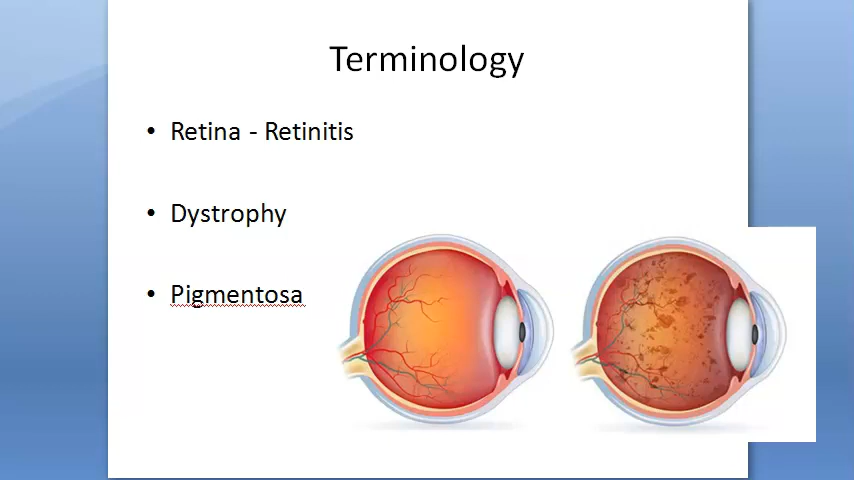 Terminology
• Retina - Retinitis
• Dystrophy
• Pigmentosa